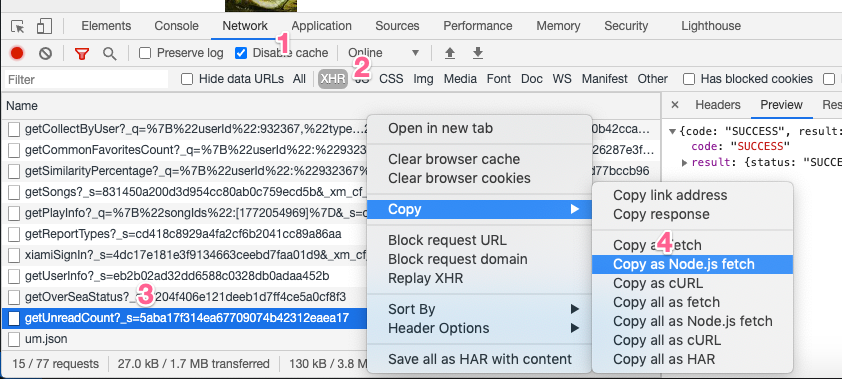 Elements Console Network Application Sources Performance Memory Security Lighthouse
Preserve log Disable cache Online
1
2
Filter Hide data URLs All XHR JS CSS Img Media Font Doc WS Manifest Other Has blocked cookies
Name
× Headers Preview Res
getCollectByUser?_q=%7B%22userId%22:932367,%22type…2
0b42cca…
getCommonFavoritesCount?_q=%7B%22userId%22:%229323
26287e3f…
getSimilarityPercentage?_q=%7B%22userId%22:%229323
d77bccb96
getSongs?_s=831450a200d3d954cc80ab0c759ecd5b&_xm_cf_
getPlayInfo?_q=%7B%22songIds%22:[1772054969]%7D&_s=c
getReportTypes?_s=cd418c8929a4fa2cf6b2041cc89a86aa
xiamiSignIn?_s=4dc17e181e3f9134663ceebd7faa01d9&_xm_cf_
getUserInfo?_s=eb2b02ad32dd6588c0328db0adaa452b
getOverSeaStatus?_ 204f406e121deeb1d7ff4ce5a0cf8f3
3
getUnreadCount?_s=5aba17f314ea67709074b42312eaea17
um.json
15 / 77 requests 27.0 kB / 1.7 MB transferred 130 kB / 3.8 M
Open in new tab
Clear browser cache
Clear browser cookies
Copy
Block request URL
Block request domain
Replay XHR
Sort By
Header Options
Save all as HAR with content
{code: "SUCCESS", result:
code: "SUCCESS"
result: {status: "SUCCE
Copy link address
Copy response
Copy as fetch
4
Copy as Node.js fetch
Copy as cURL
Copy all as fetch
Copy all as Node.js fetch
Copy all as cURL
Copy all as HAR